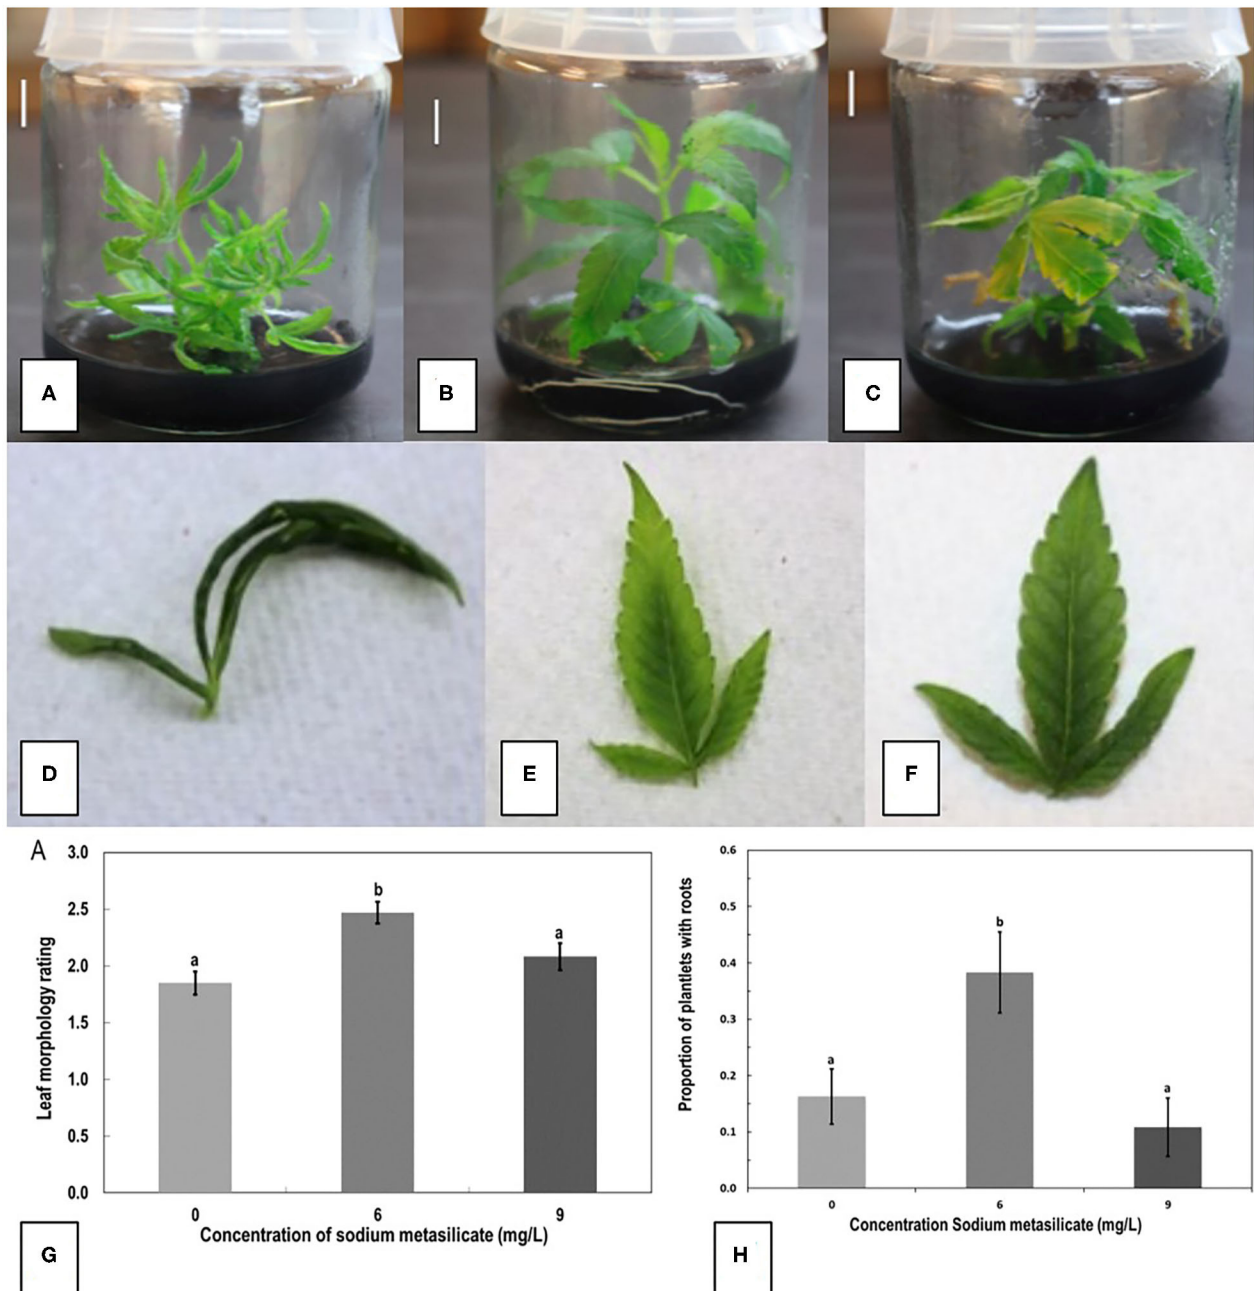 A
B
C
D
E
F
A
3.0
2.5
2.0
1.5
1.0
0.5
0.0
Leaf morphology rating
a
b
a
0
6
9
Concentration of sodium metasilicate (mg/L)
G
0.6
0.5
0.4
0.3
0.2
0.1
0.0
Proportion of plantlets with roots
a
b
a
0
6
9
Concentration Sodium metasilicate (mg/L)
H